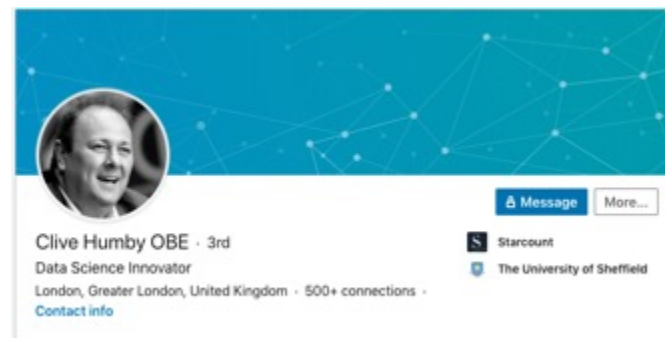 Message
More...
Clive Humby OBE · 3rd
Data Science Innovator
London, Greater London, United Kingdom · 500+ connections ·
Contact info
S Starcount
The University of Sheffield